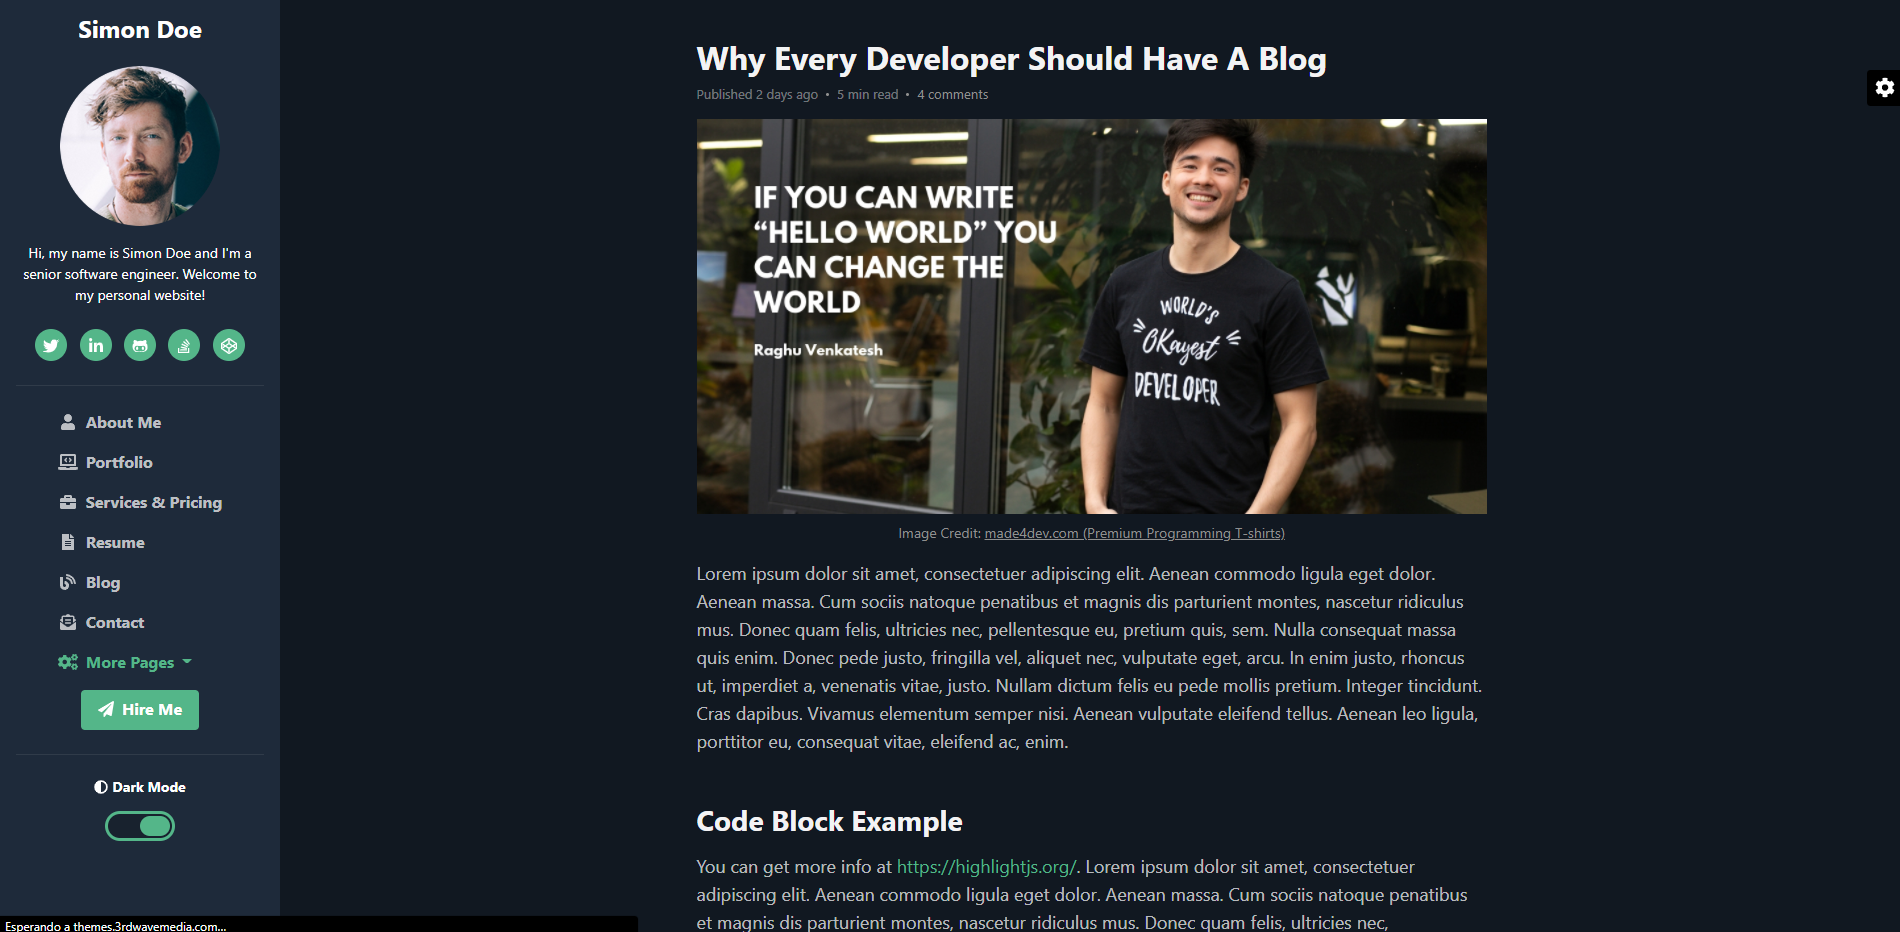 Simon Doe
Hi, my name is Simon Doe and I'm a
senior software engineer. Welcome to
my personal website!
About Me
Portfolio
Services & Pricing
Resume
Blog
Contact
More Pages
Hire Me
Dark Mode
Esperando a themes.3rdwavemedia.com...
Why Every Developer Should Have A Blog
Published 2 days ago • 5 min read • 4 comments
IF YOU CAN WRITE
“HELLO WORLD” YOU
CAN CHANGE THE
WORLD
Raghu Venkatesh
WORLD'S
OKayest
DEVELOPER
Image Credit: made4dev.com (Premium Programming T-shirts)
Lorem ipsum dolor sit amet, consectetuer adipiscing elit. Aenean commodo ligula eget dolor.
Aenean massa. Cum sociis natoque penatibus et magnis dis parturient montes, nascetur ridiculus
mus. Donec quam felis, ultricies nec, pellentesque eu, pretium quis, sem. Nulla consequat massa
quis enim. Donec pede justo, fringilla vel, aliquet nec, vulputate eget, arcu. In enim justo, rhoncus
ut, imperdiet a, venenatis vitae, justo. Nullam dictum felis eu pede mollis pretium. Integer tincidunt.
Cras dapibus. Vivamus elementum semper nisi. Aenean vulputate eleifend tellus. Aenean leo ligula,
porttitor eu, consequat vitae, eleifend ac, enim.
Code Block Example
You can get more info at https://highlightjs.org/. Lorem ipsum dolor sit amet, consectetuer
adipiscing elit. Aenean commodo ligula eget dolor. Aenean massa. Cum sociis natoque penatibus
et magnis dis parturient montes, nascetur ridiculus mus. Donec quam felis, ultricies nec,